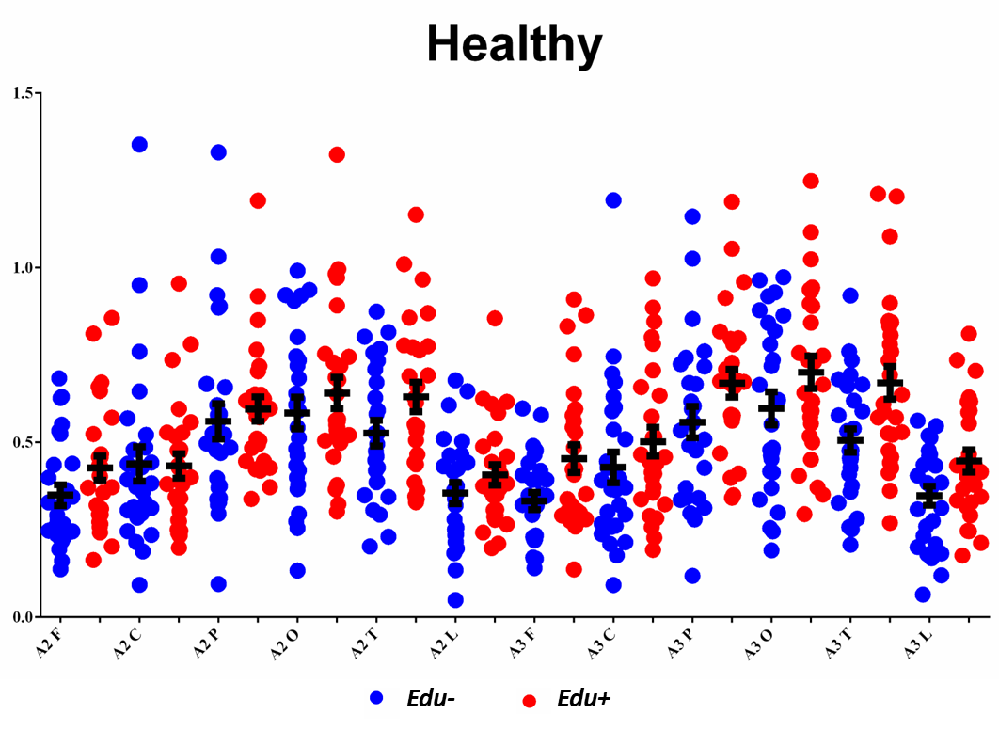 Healthy
1.5
1.0
0.5
0.0
A2 F
A2 C
A2 P
A2 O
A2 T
A2 L
A3 F
A3 C
A3 P
A3 O
A3 T
A3 L
Edu- Edu+